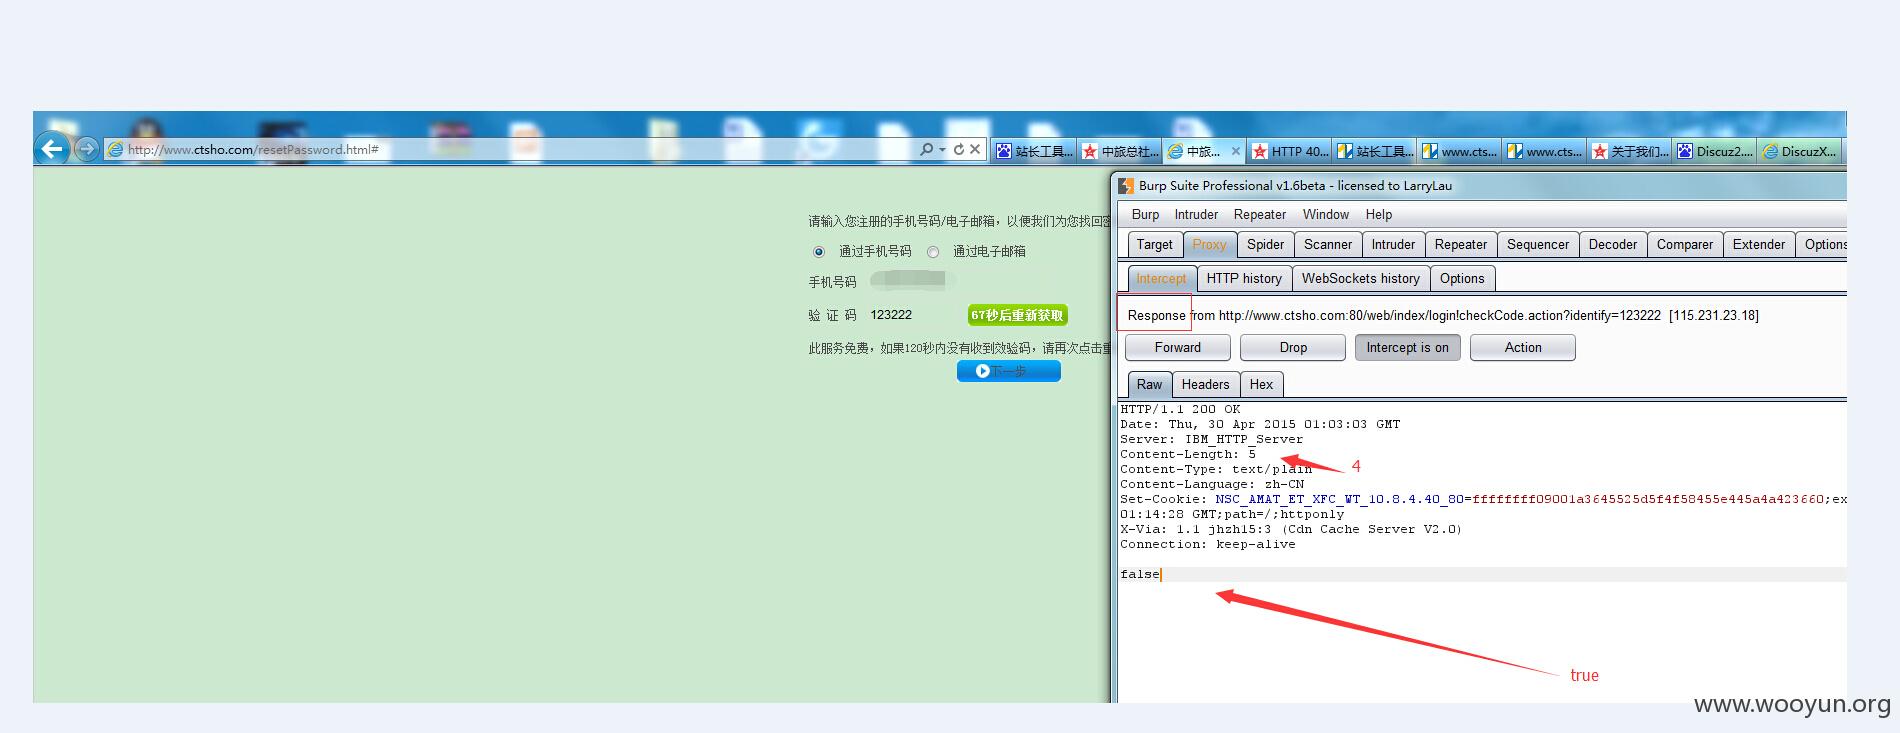 http://www.ctsho.com/resetPassword.html#
站长工具... 中旅总社... 中旅... HTTP 40... 站长工具... www.cts... www.cts... 关于我们... Discuz2.... DiscuzX...
Burp Suite Professional v1.6beta - licensed to LarryLau
Burp Intruder Repeater Window Help
Target Proxy Spider Scanner Intruder Repeater Sequencer Decoder Comparer Extender Options
Intercept HTTP history WebSockets history Options
Response from http://www.ctsho.com:80/web/index/login!checkCode.action?identify=123222 [115.231.23.18]
Forward Drop Intercept is on Action
Raw Headers Hex
HTTP/1.1 200 OK
Date: Thu, 30 Apr 2015 01:03:03 GMT
Server: IBM_HTTP_Server
Content-Length: 5
4
Content-Type: text/plain
Content-Language: zh-CN
Set-Cookie: NSC_AMAT_ET_XFC_WT_10.8.4.40_80=ffffffff09001a3645525d5f4f58455e445a4a423660;ex
01:14:28 GMT;path=/;httponly
X-Via: 1.1 jhzh15:3 (Cdn Cache Server V2.0)
Connection: keep-alive
false
true
请输入您注册的手机号码/电子邮箱，以便我们为您找回密
通过手机号码 通过电子邮箱
手机号码
验 证 码 123222 67秒后重新获取
此服务免费，如果120秒内没有收到效验码，请再次点击重
下一步
www.wooyun.org